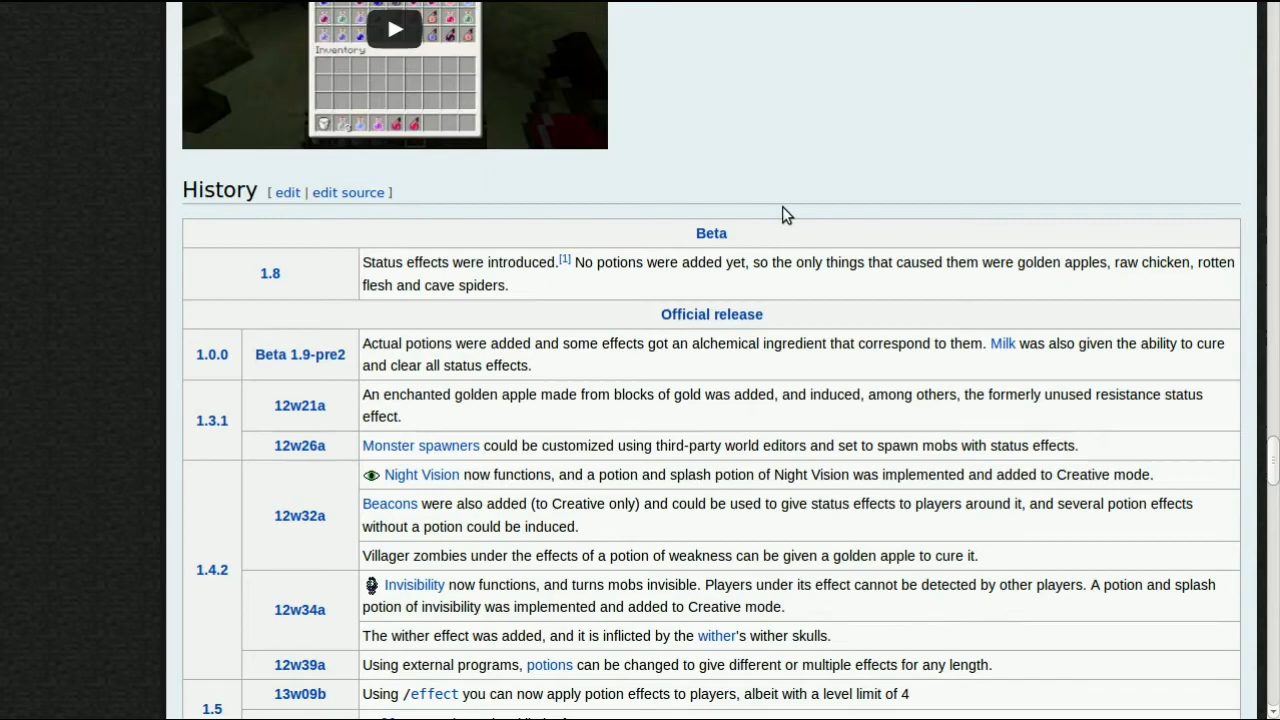 Inventory
History [ edit | edit source ]
Beta
1.8
Status effects were introduced.[1] No potions were added yet, so the only things that caused them were golden apples, raw chicken, rotten
flesh and cave spiders.
Official release
1.0.0
Beta 1.9-pre2
Actual potions were added and some effects got an alchemical ingredient that correspond to them. Milk was also given the ability to cure
and clear all status effects.
1.3.1
12w21a
An enchanted golden apple made from blocks of gold was added, and induced, among others, the formerly unused resistance status
effect.
12w26a
Monster spawners could be customized using third-party world editors and set to spawn mobs with status effects.
1.4.2
12w32a
Night Vision now functions, and a potion and splash potion of Night Vision was implemented and added to Creative mode.
Beacons were also added (to Creative only) and could be used to give status effects to players around it, and several potion effects
without a potion could be induced.
Villager zombies under the effects of a potion of weakness can be given a golden apple to cure it.
12w34a
Invisibility now functions, and turns mobs invisible. Players under its effect cannot be detected by other players. A potion and splash
potion of invisibility was implemented and added to Creative mode.
The wither effect was added, and it is inflicted by the wither's wither skulls.
12w39a
Using external programs, potions can be changed to give different or multiple effects for any length.
1.5
13w09b
Using /effect you can now apply potion effects to players, albeit with a level limit of 4